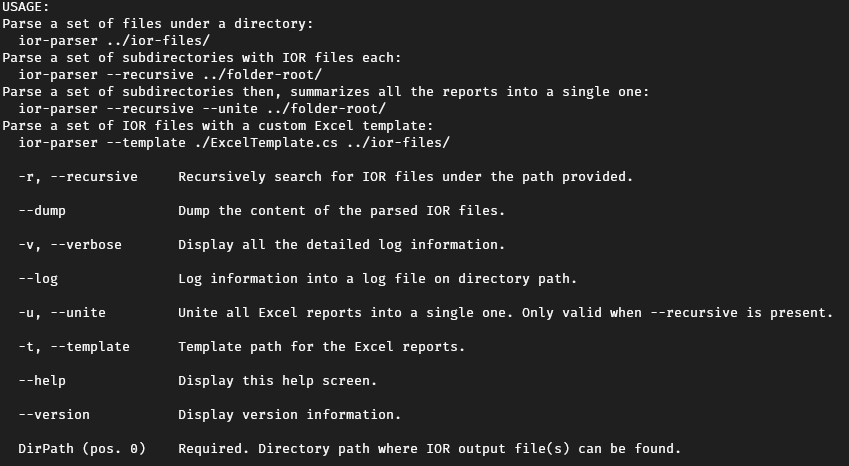 USAGE:
Parse a set of files under a directory:
  ior-parser ../ior-files/
Parse a set of subdirectories with IOR files each:
  ior-parser --recursive ../folder-root/
Parse a set of subdirectories then, summarizes all the reports into a single one:
  ior-parser --recursive --unite ../folder-root/
Parse a set of IOR files with a custom Excel template:
  ior-parser --template ./ExcelTemplate.cs ../ior-files/
  -r, --recursive     Recursively search for IOR files under the path provided.
  --dump              Dump the content of the parsed IOR files.
  -v, --verbose       Display all the detailed log information.
  --log               Log information into a log file on directory path.
  -u, --unite         Unite all Excel reports into a single one. Only valid when --recursive is present.
  -t, --template      Template path for the Excel reports.
  --help              Display this help screen.
  --version           Display version information.
  DirPath (pos. 0)    Required. Directory path where IOR output file(s) can be found.